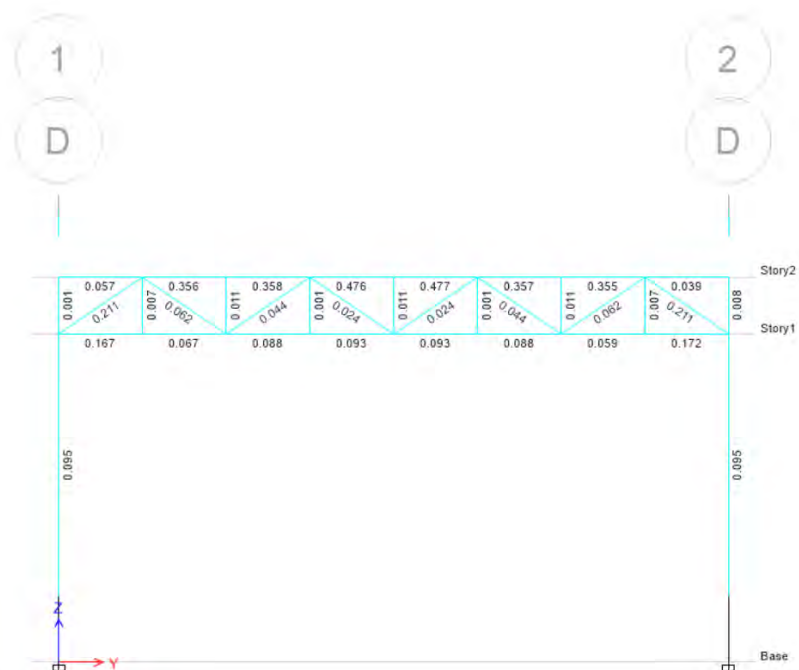 1 2
D D
Story2
0.057 0.356 0.358 0.476 0.477 0.357 0.355 0.039
0.001 0.211 0.007 0.062 0.011 0.044 0.001 0.024 0.011 0.024 0.001 0.044 0.011 0.062 0.007 0.211 0.008
Story1
0.167 0.067 0.088 0.093 0.093 0.088 0.059 0.172
0.095 0.095
Z
Y
Base